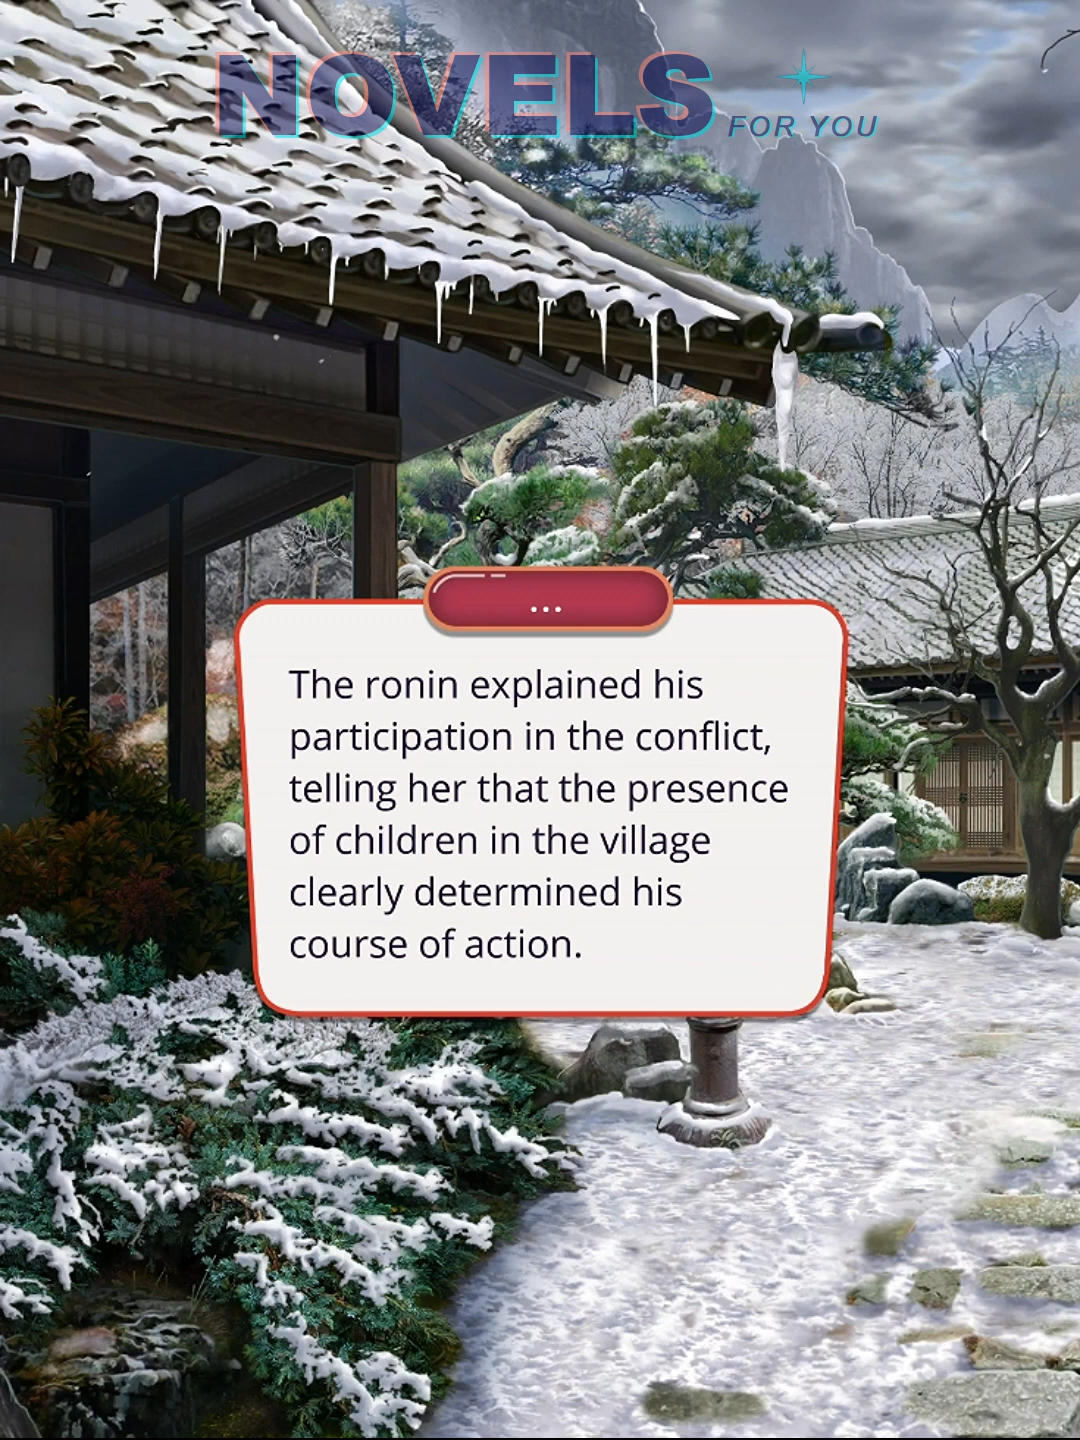 NOVELS
FOR YOU
...
The ronin explained his
participation in the conflict,
telling her that the presence
of children in the village
clearly determined his
course of action.